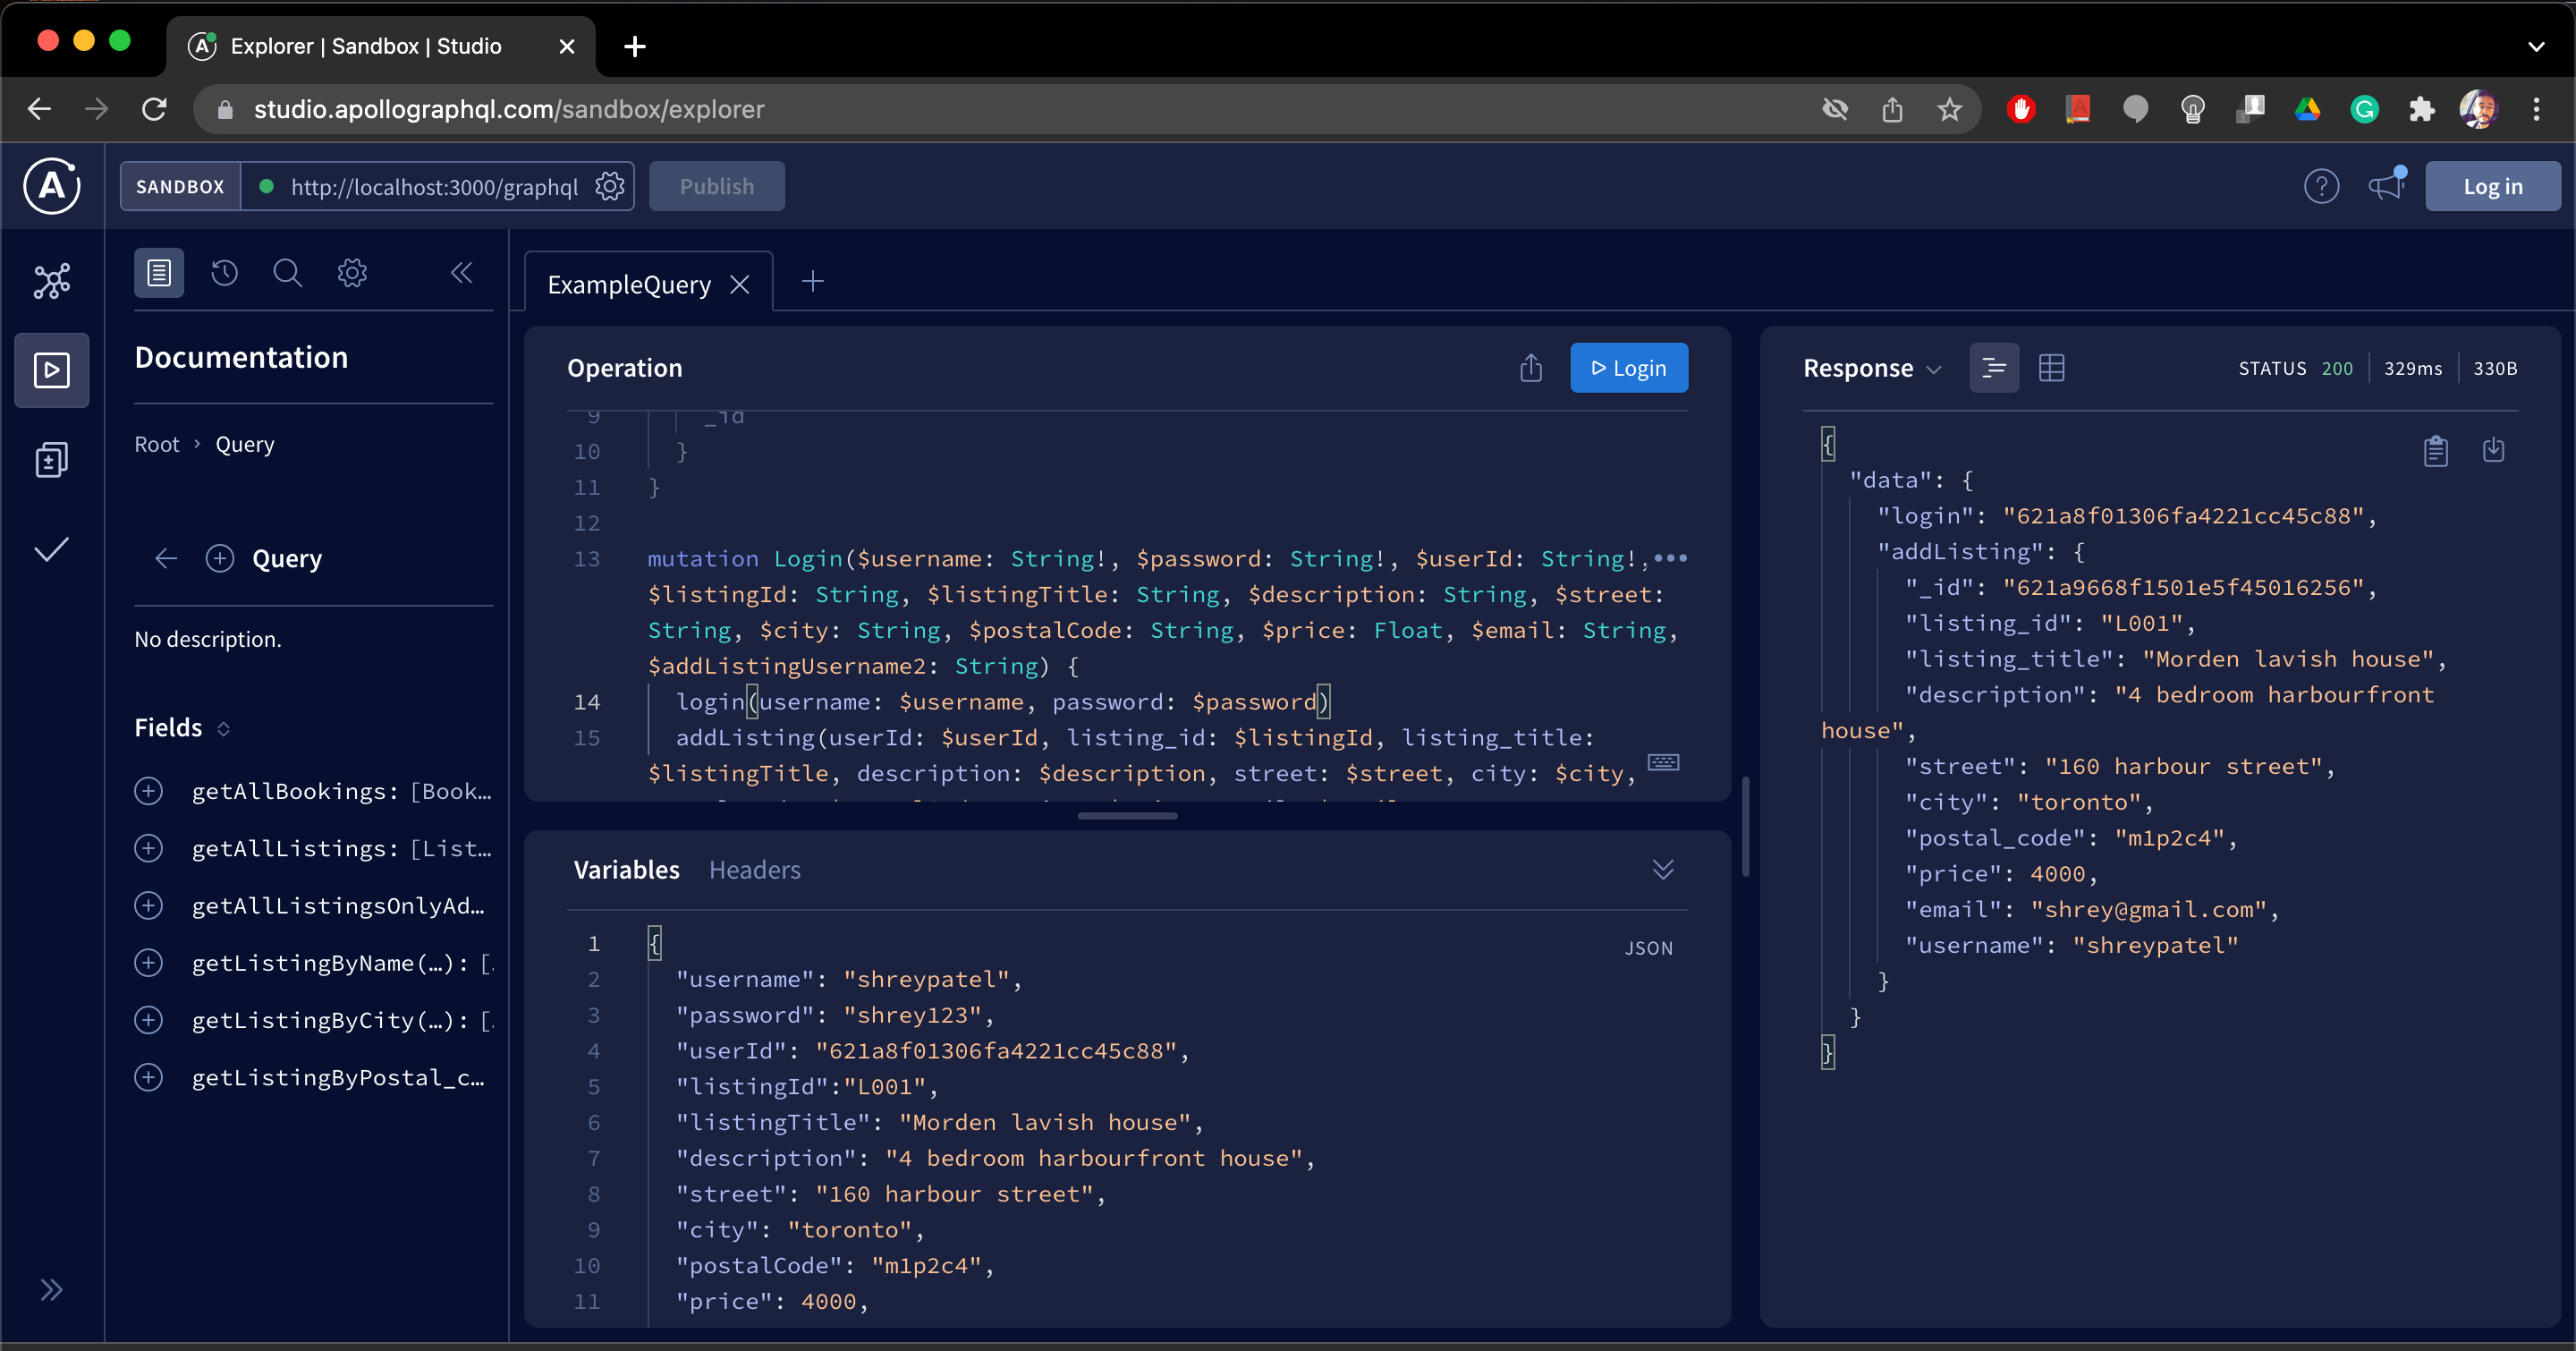 Explorer | Sandbox | Studio
studio.apollographql.com/sandbox/explorer
SANDBOX
http://localhost:3000/graphql
Publish
Log in
Documentation
Root › Query
Query
No description.
Fields
getAllBookings: [Book…
getAllListings: [List…
getAllListingsOnlyAd…
getListingByName(…): [.
getListingByCity(…): [.
getListingByPostal_c…
ExampleQuery
Operation
Login
9 _id
10 }
11 }
12
13 mutation Login($username: String!, $password: String!, $userId: String!,
$listingId: String, $listingTitle: String, $description: String, $street:
String, $city: String, $postalCode: String, $price: Float, $email: String,
$addListingUsername2: String) {
14 login(username: $username, password: $password)
15 addListing(userId: $userId, listing_id: $listingId, listing_title:
$listingTitle, description: $description, street: $street, city: $city,
Variables Headers
JSON
1 {
2 "username": "shreypatel",
3 "password": "shrey123",
4 "userId": "621a8f01306fa4221cc45c88",
5 "listingId":"L001",
6 "listingTitle": "Morden lavish house",
7 "description": "4 bedroom harbourfront house",
8 "street": "160 harbour street",
9 "city": "toronto",
10 "postalCode": "m1p2c4",
11 "price": 4000,
Response
STATUS 200 329ms 330B
{
"data": {
"login": "621a8f01306fa4221cc45c88",
"addListing": {
"_id": "621a9668f1501e5f45016256",
"listing_id": "L001",
"listing_title": "Morden lavish house",
"description": "4 bedroom harbourfront
house",
"street": "160 harbour street",
"city": "toronto",
"postal_code": "m1p2c4",
"price": 4000,
"email": "shrey@gmail.com",
"username": "shreypatel"
}
}
}